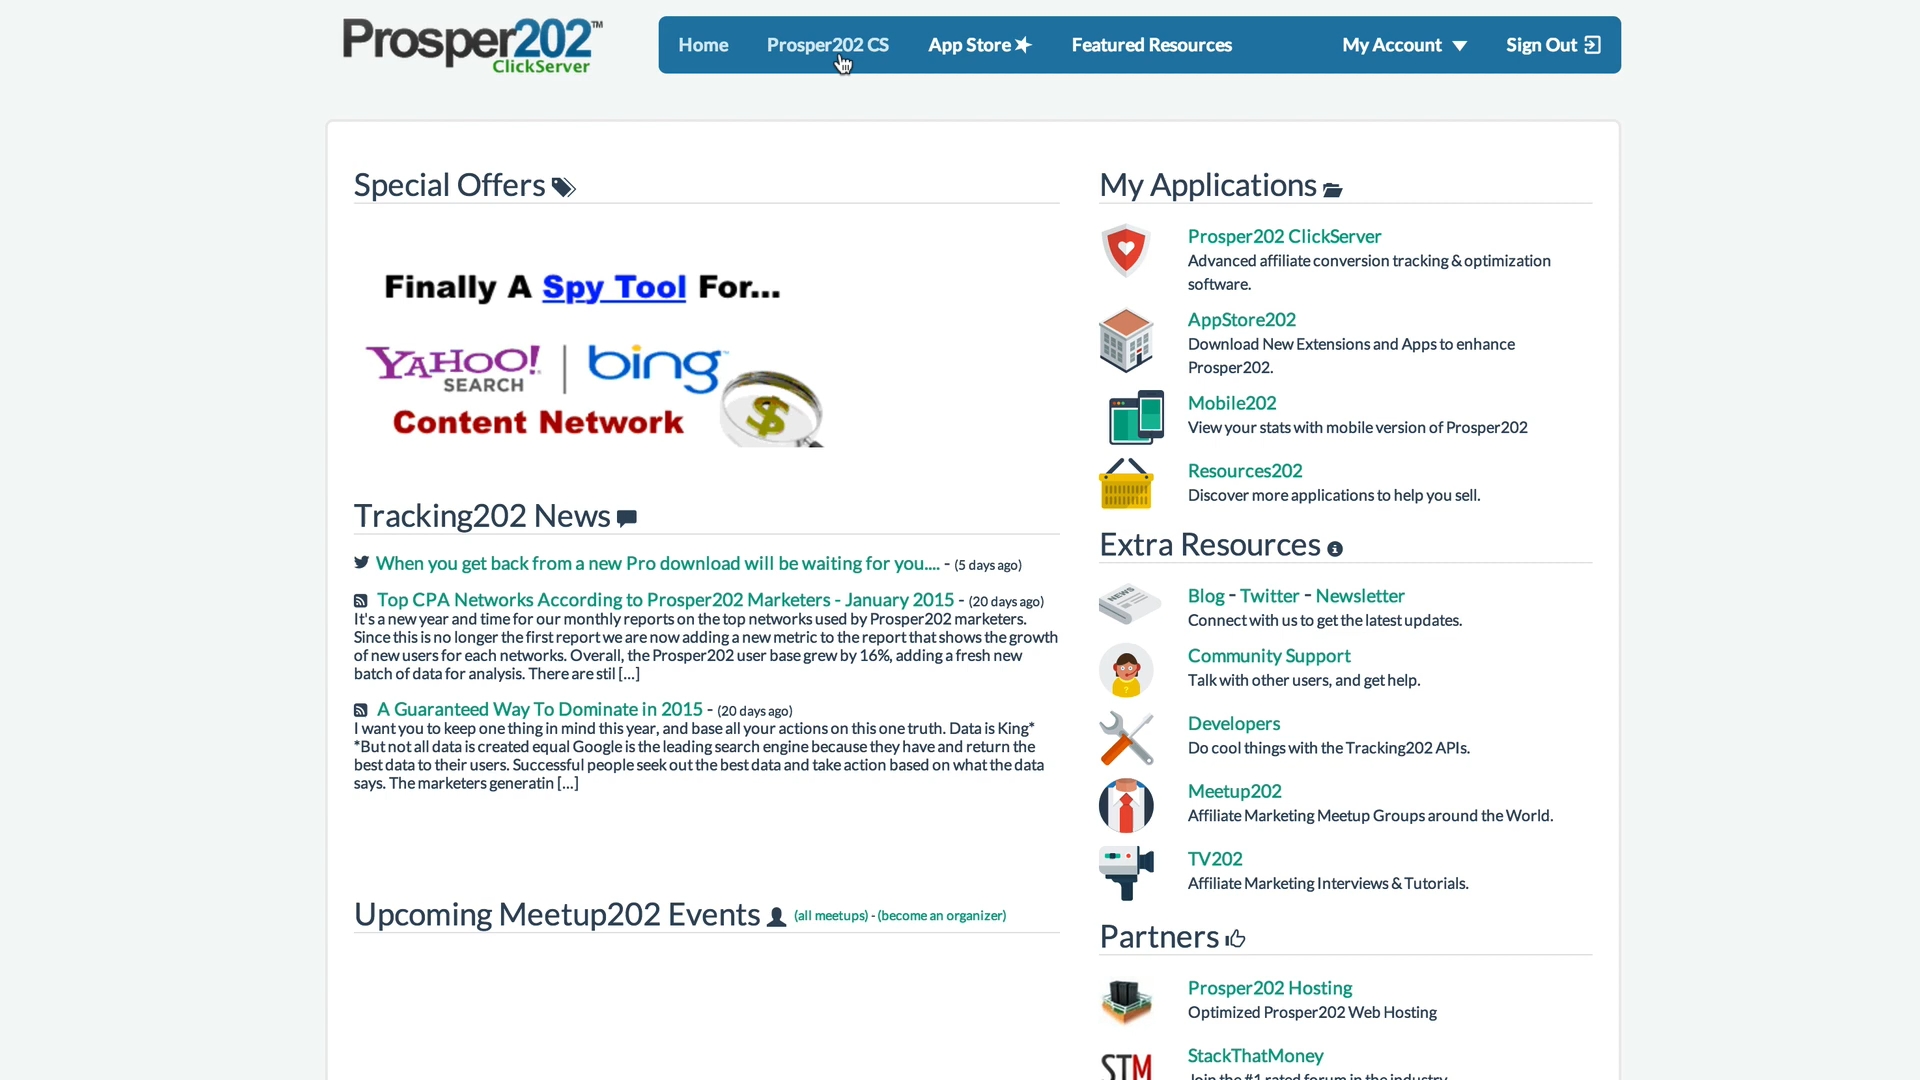 Prosper202™
ClickServer
Home Prosper202 CS App Store Featured Resources My Account Sign Out
Special Offers
Finally A Spy Tool For...
YAHOO! SEARCH | bing™
Content Network
$
Tracking202 News
When you get back from a new Pro download will be waiting for you.... - (5 days ago)
Top CPA Networks According to Prosper202 Marketers - January 2015 - (20 days ago)
It's a new year and time for our monthly reports on the top networks used by Prosper202 marketers.
Since this is no longer the first report we are now adding a new metric to the report that shows the growth
of new users for each networks. Overall, the Prosper202 user base grew by 16%, adding a fresh new
batch of data for analysis. There are stil [...]
A Guaranteed Way To Dominate in 2015 - (20 days ago)
I want you to keep one thing in mind this year, and base all your actions on this one truth. Data is King*
*But not all data is created equal Google is the leading search engine because they have and return the
best data to their users. Successful people seek out the best data and take action based on what the data
says. The marketers generatin [...]
Upcoming Meetup202 Events (all meetups) - (become an organizer)
My Applications
Prosper202 ClickServer
Advanced affiliate conversion tracking & optimization
software.
AppStore202
Download New Extensions and Apps to enhance
Prosper202.
Mobile202
View your stats with mobile version of Prosper202
Resources202
Discover more applications to help you sell.
Extra Resources
NEWS
Blog - Twitter - Newsletter
Connect with us to get the latest updates.
Community Support
Talk with other users, and get help.
Developers
Do cool things with the Tracking202 APIs.
Meetup202
Affiliate Marketing Meetup Groups around the World.
TV202
Affiliate Marketing Interviews & Tutorials.
Partners
Prosper202 Hosting
Optimized Prosper202 Web Hosting
STM
StackThatMoney
Join the #1 rated forum in the industry